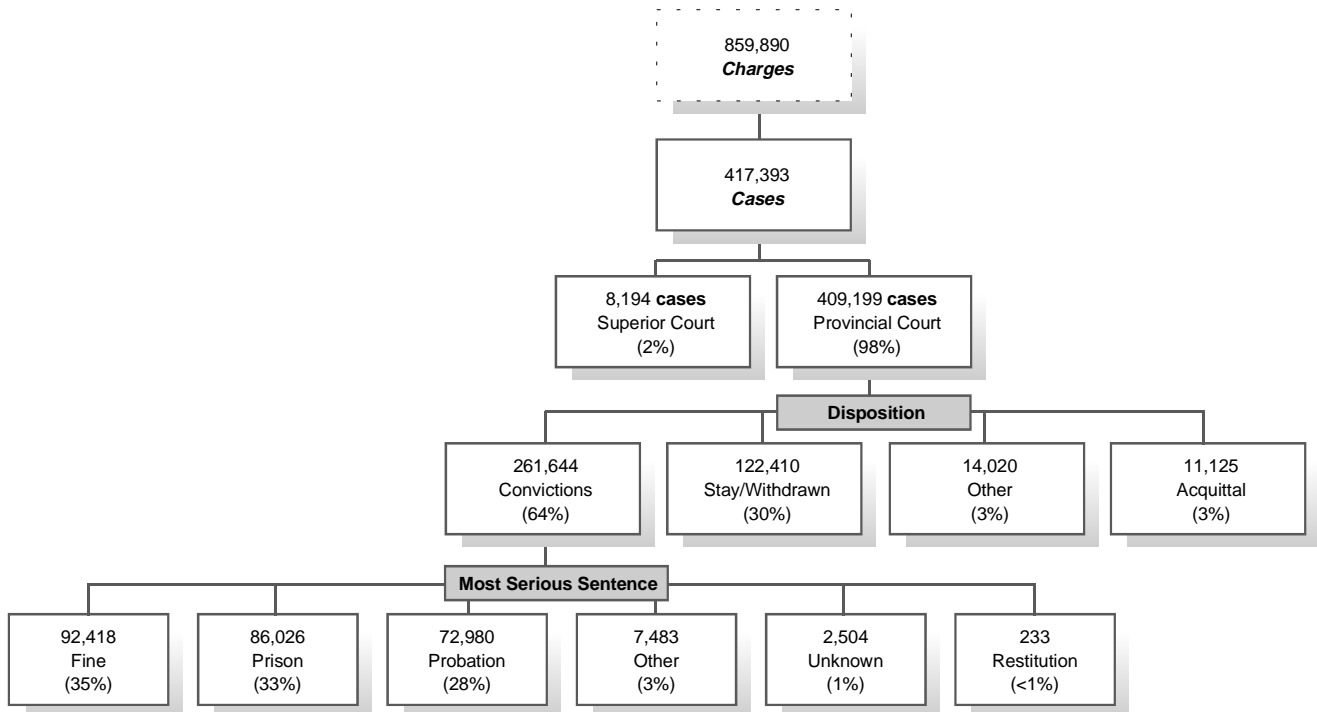 859,890
Charges
417,393
Cases
8,194 cases
Superior Court
(2%)
409,199 cases
Provincial Court
(98%)
Disposition
261,644
Convictions
(64%)
122,410
Stay/Withdrawn
(30%)
14,020
Other
(3%)
11,125
Acquittal
(3%)
Most Serious Sentence
92,418
Fine
(35%)
86,026
Prison
(33%)
72,980
Probation
(28%)
7,483
Other
(3%)
2,504
Unknown
(1%)
233
Restitution
(<1%)